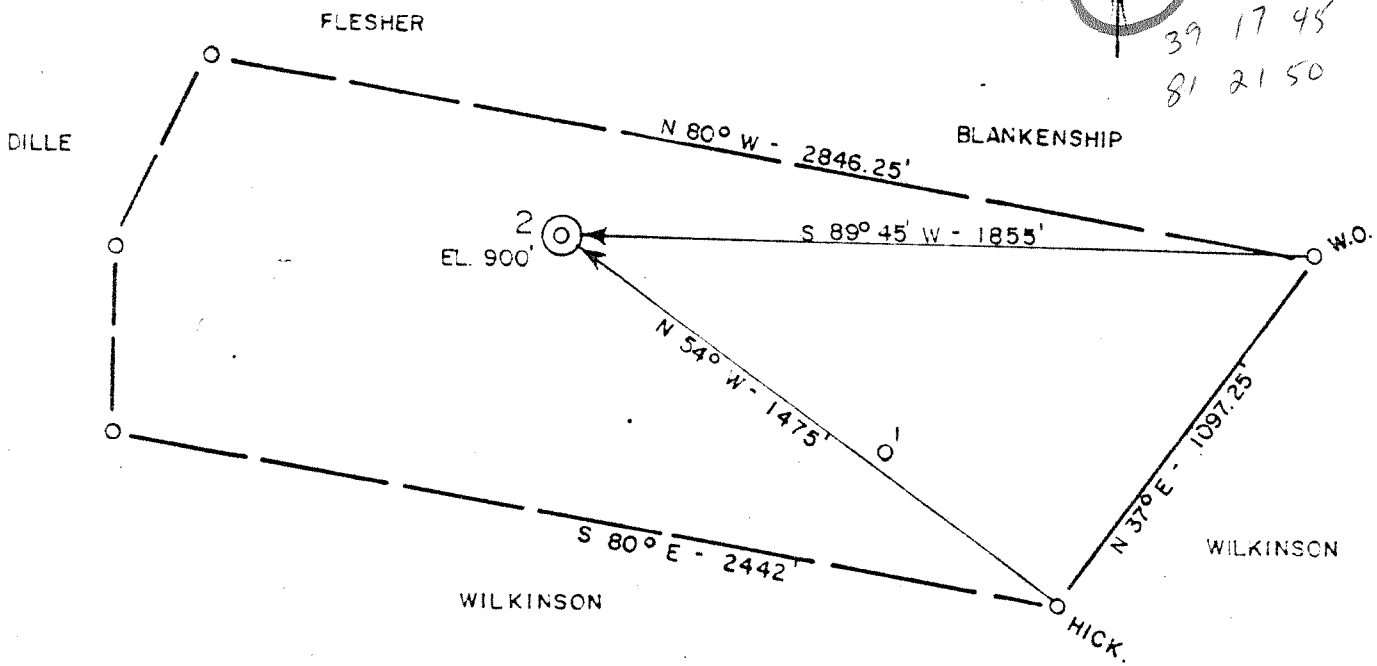 FLESHER
39 17 45
81 21 50
DILLE
BLANKENSHIP
N 80° W - 2846.25'
2
EL. 900'
S 89° 45' W - 1855'
W.O.
N 54° W - 1475'
1
N 37° E - 1097.25'
S 80° E - 2442'
WILKINSON
WILKINSON
HICK.